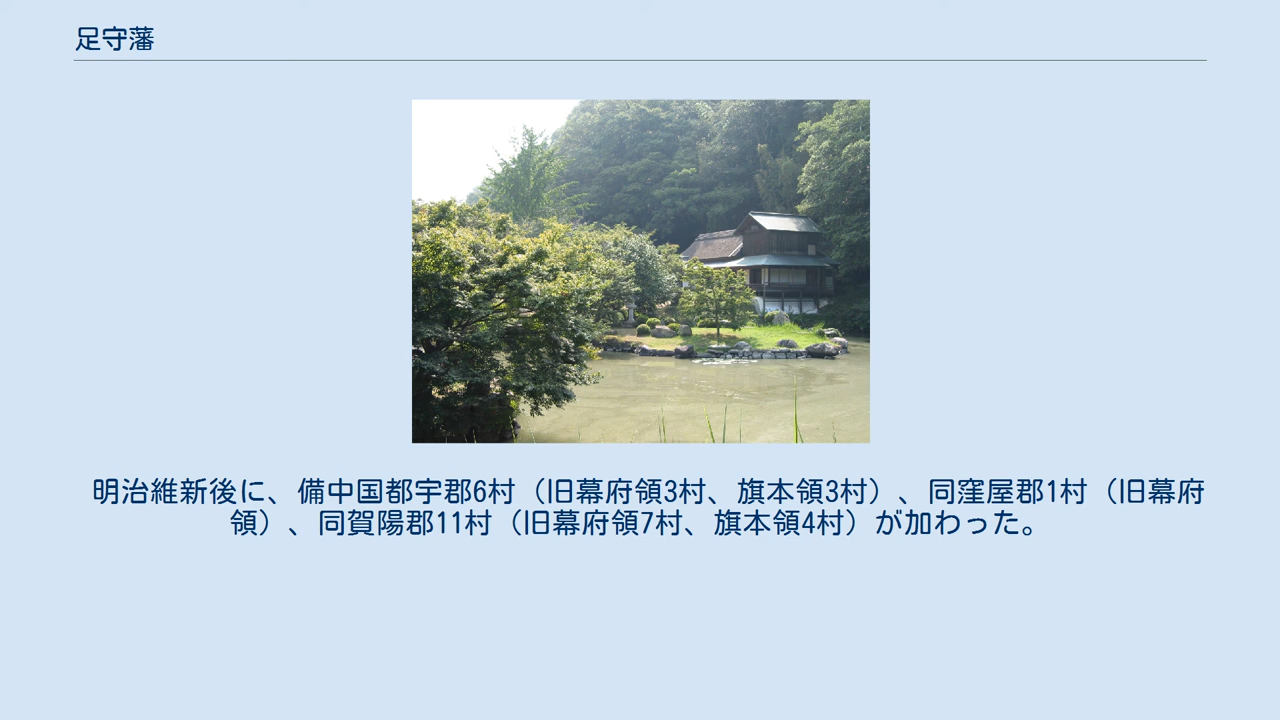 足守藩
明治維新後に、備中国都宇郡6村（旧幕府領3村、旗本領3村）、同窪屋郡1村（旧幕府
領）、同賀陽郡11村（旧幕府領7村、旗本領4村）が加わった。